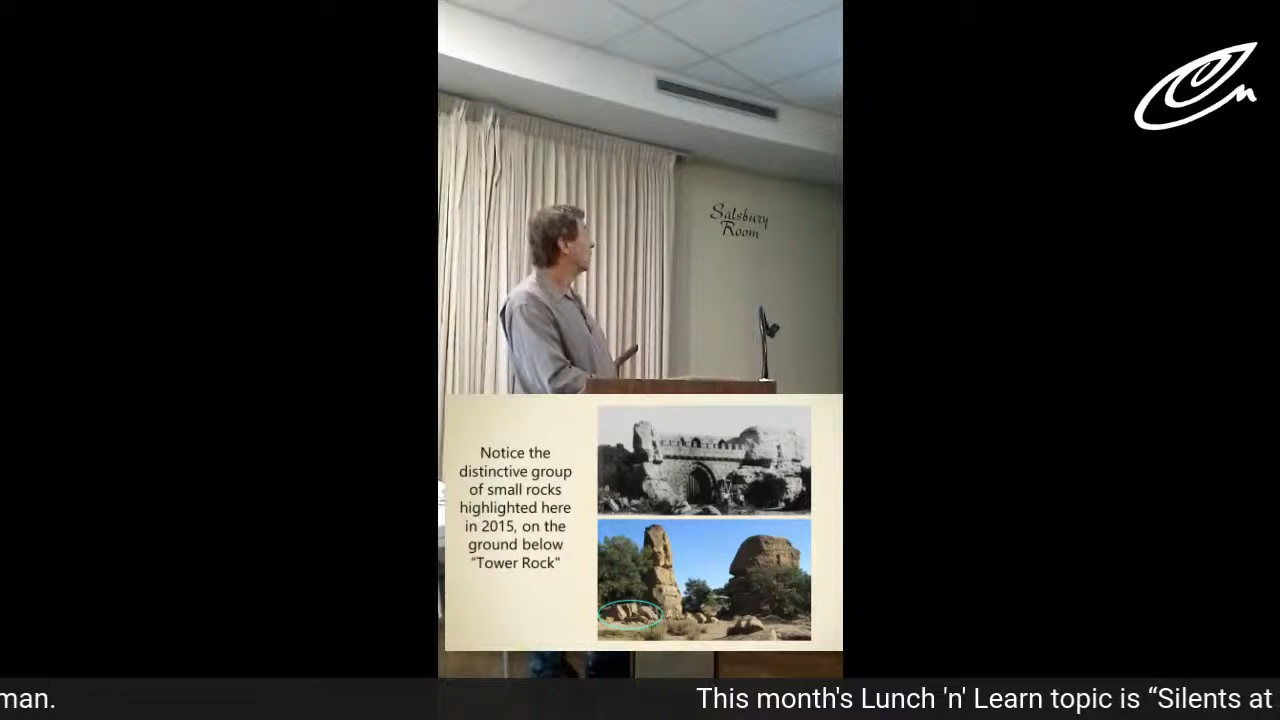 Salsbury
Room
Notice the
distinctive group
of small rocks
highlighted here
in 2015, on the
ground below
“Tower Rock”
man.
This month's Lunch 'n' Learn topic is “Silents at